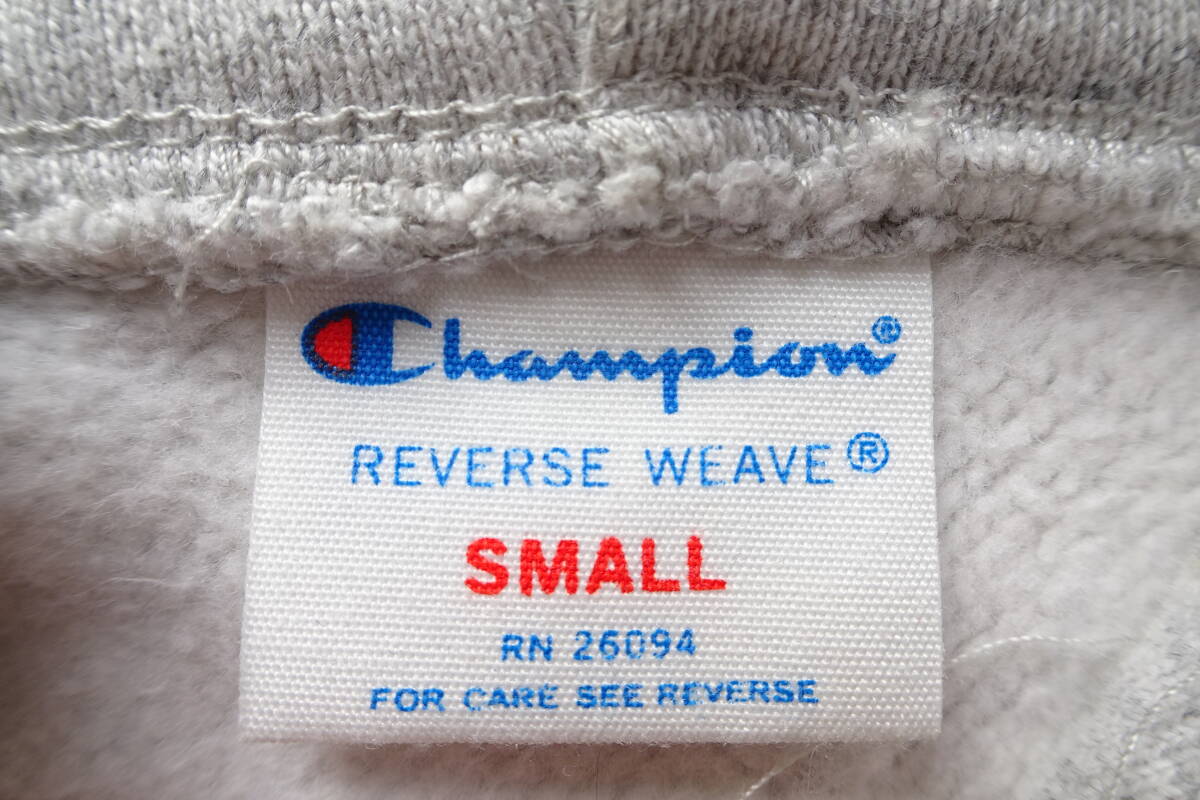 Champion®
REVERSE WEAVE®
SMALL
RN 26094
FOR CARE SEE REVERSE